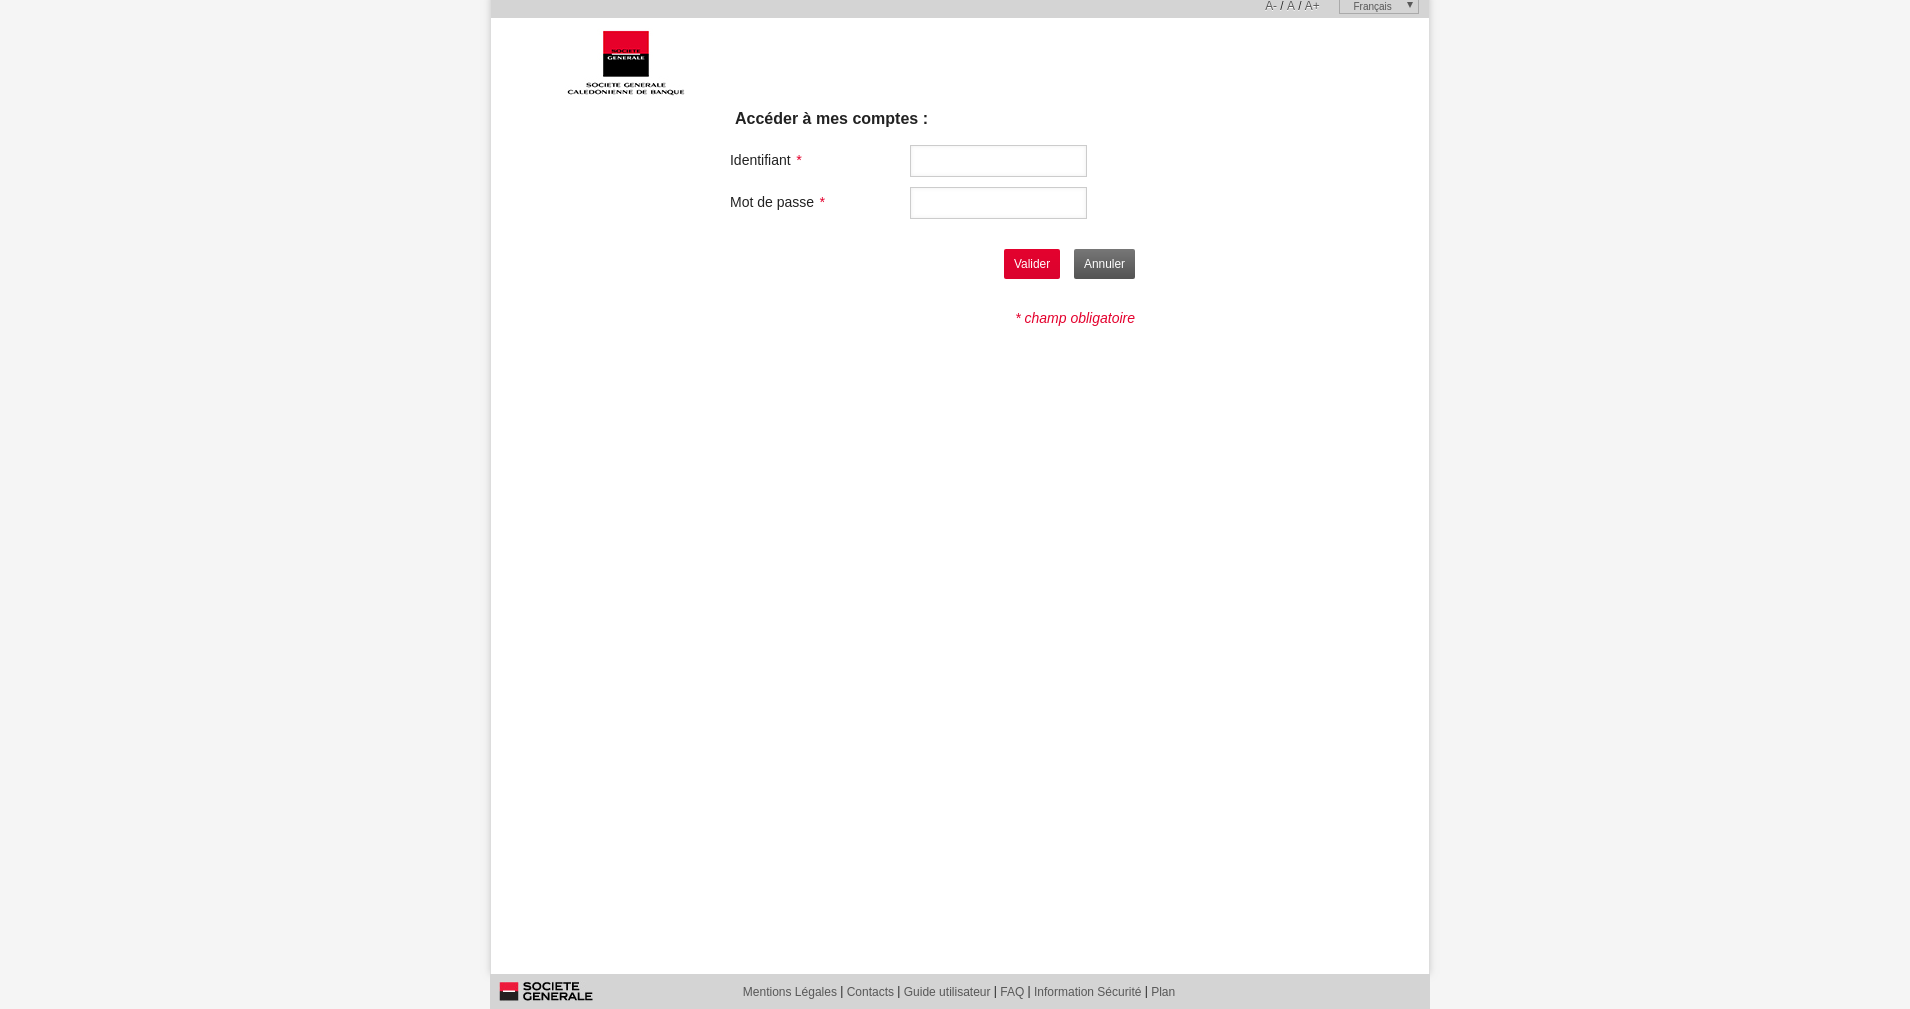 A- / A / A+ Français
SOCIETE
GENERALE
SOCIETE GENERALE
CALEDONIENNE DE BANQUE
Accéder à mes comptes :
Identifiant *
Mot de passe *
Valider Annuler
* champ obligatoire
SOCIETE
GENERALE
Mentions Légales | Contacts | Guide utilisateur | FAQ | Information Sécurité | Plan